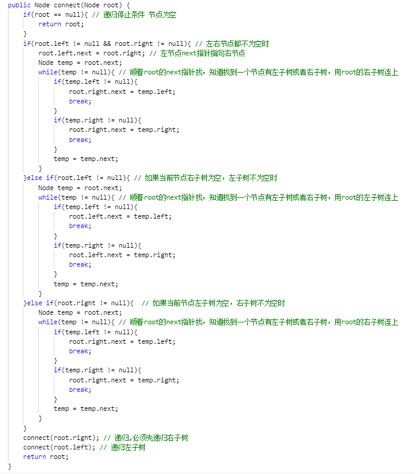 public Node connect(Node root) {
if(root == null){ // 递归停止条件 节点为空
return root;
}
if(root.left != null && root.right != null){ // 左右节点都不为空时
root.left.next = root.right; // 左节点next指针指向右节点
Node temp = root.next;
while(temp != null){ // 顺着root的next指针找，知道找到一个节点有左子树或者右子树，用root的右子树连上
if(temp.left != null){
root.right.next = temp.left;
break;
}
if(temp.right != null){
root.right.next = temp.right;
break;
}
temp = temp.next;
}
}else if(root.left != null){ // 如果当前节点右子树为空，左子树不为空时
Node temp = root.next;
while(temp != null){ // 顺着root的next指针找，知道找到一个节点有左子树或者右子树，用root的左子树连上
if(temp.left != null){
root.left.next = temp.left;
break;
}
if(temp.right != null){
root.left.next = temp.right;
break;
}
temp = temp.next;
}
}else if(root.right != null){ // 如果当前节点左子树为空，右子树不为空时
Node temp = root.next;
while(temp != null){ // 顺着root的next指针找，知道找到一个节点有左子树或者右子树，用root的右子树连上
if(temp.left != null){
root.right.next = temp.left;
break;
}
if(temp.right != null){
root.right.next = temp.right;
break;
}
temp = temp.next;
}
}
connect(root.right); // 递归,必须先递归右子树
connect(root.left); // 递归左子树
return root;
}